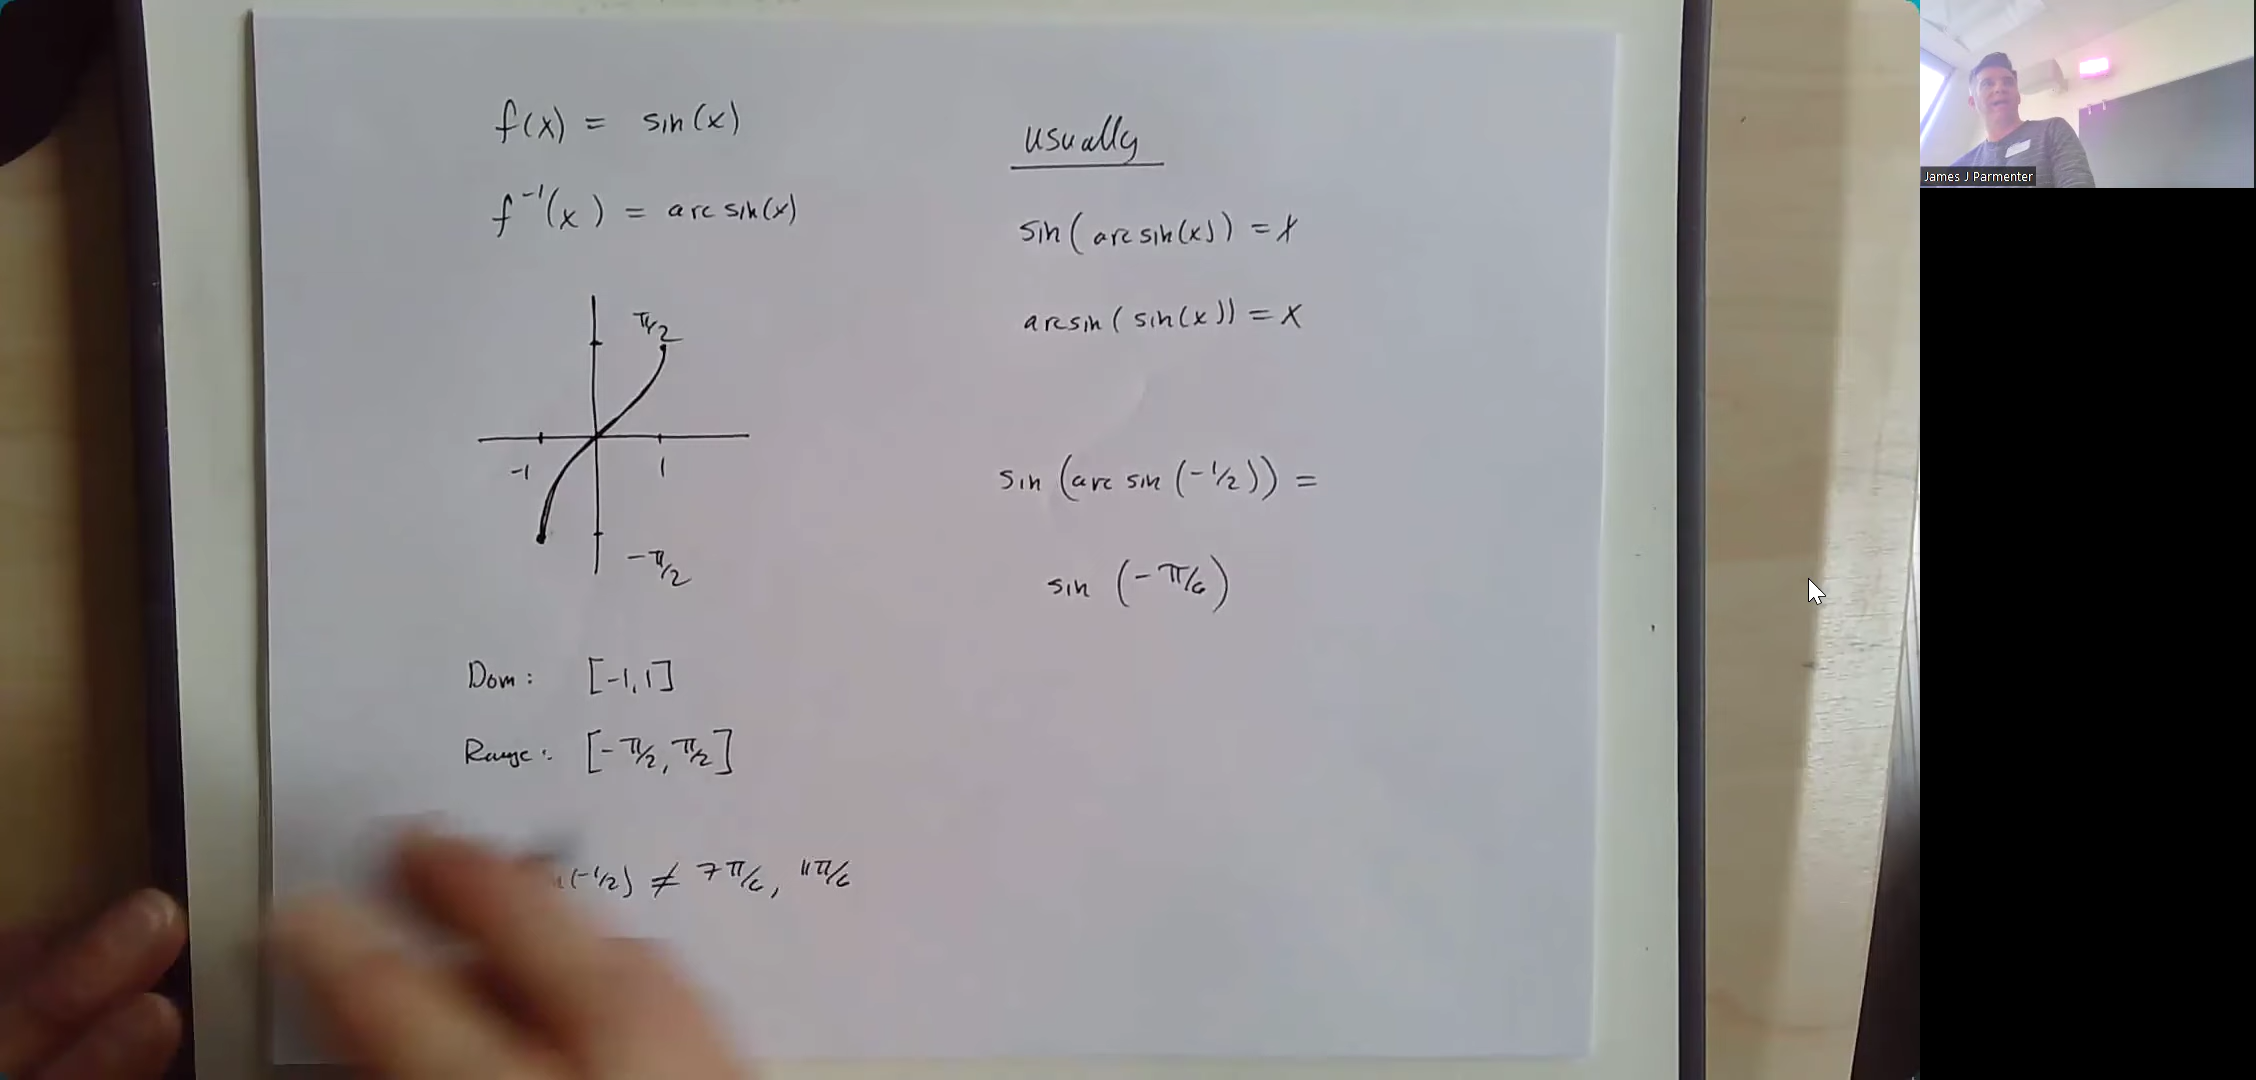 f(x) = sin(x)
f⁻¹(x) = arcsin(x)
π/2
-1
1
-π/2
Dom: [-1, 1]
Range: [-π/2, π/2]
(-1/2) ≠ 7π/6, 11π/6
usually
sin(arcsin(x)) = x
arcsin(sin(x)) = x
sin(arcsin(-1/2)) =
sin(-π/6)
James J Parmenter